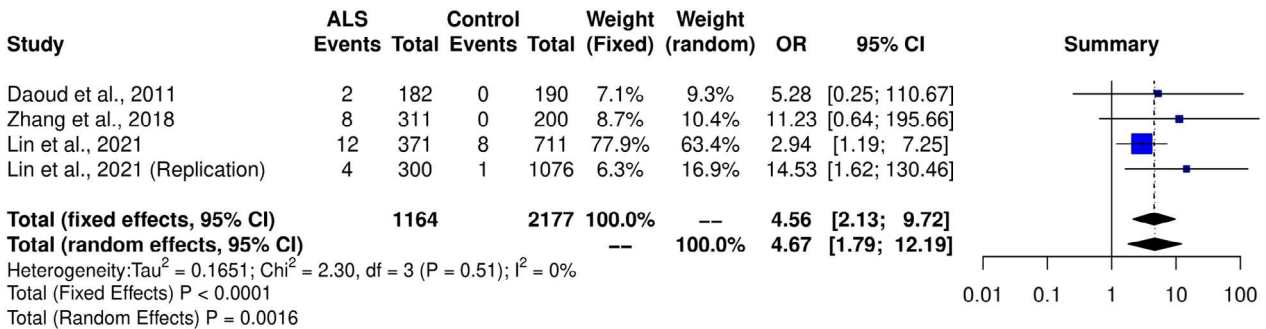 ALS Control Weight Weight
Study Events Total Events Total (Fixed) (random) OR 95% CI Summary
Daoud et al., 2011 2 182 0 190 7.1% 9.3% 5.28 [0.25; 110.67]
Zhang et al., 2018 8 311 0 200 8.7% 10.4% 11.23 [0.64; 195.66]
Lin et al., 2021 12 371 8 711 77.9% 63.4% 2.94 [1.19; 7.25]
Lin et al., 2021 (Replication) 4 300 1 1076 6.3% 16.9% 14.53 [1.62; 130.46]
Total (fixed effects, 95% CI) 1164 2177 100.0% −− 4.56 [2.13; 9.72]
Total (random effects, 95% CI) −− 100.0% 4.67 [1.79; 12.19]
Heterogeneity:Tau² = 0.1651; Chi² = 2.30, df = 3 (P = 0.51); I² = 0%
Total (Fixed Effects) P < 0.0001
Total (Random Effects) P = 0.0016
0.01 0.1 1 10 100